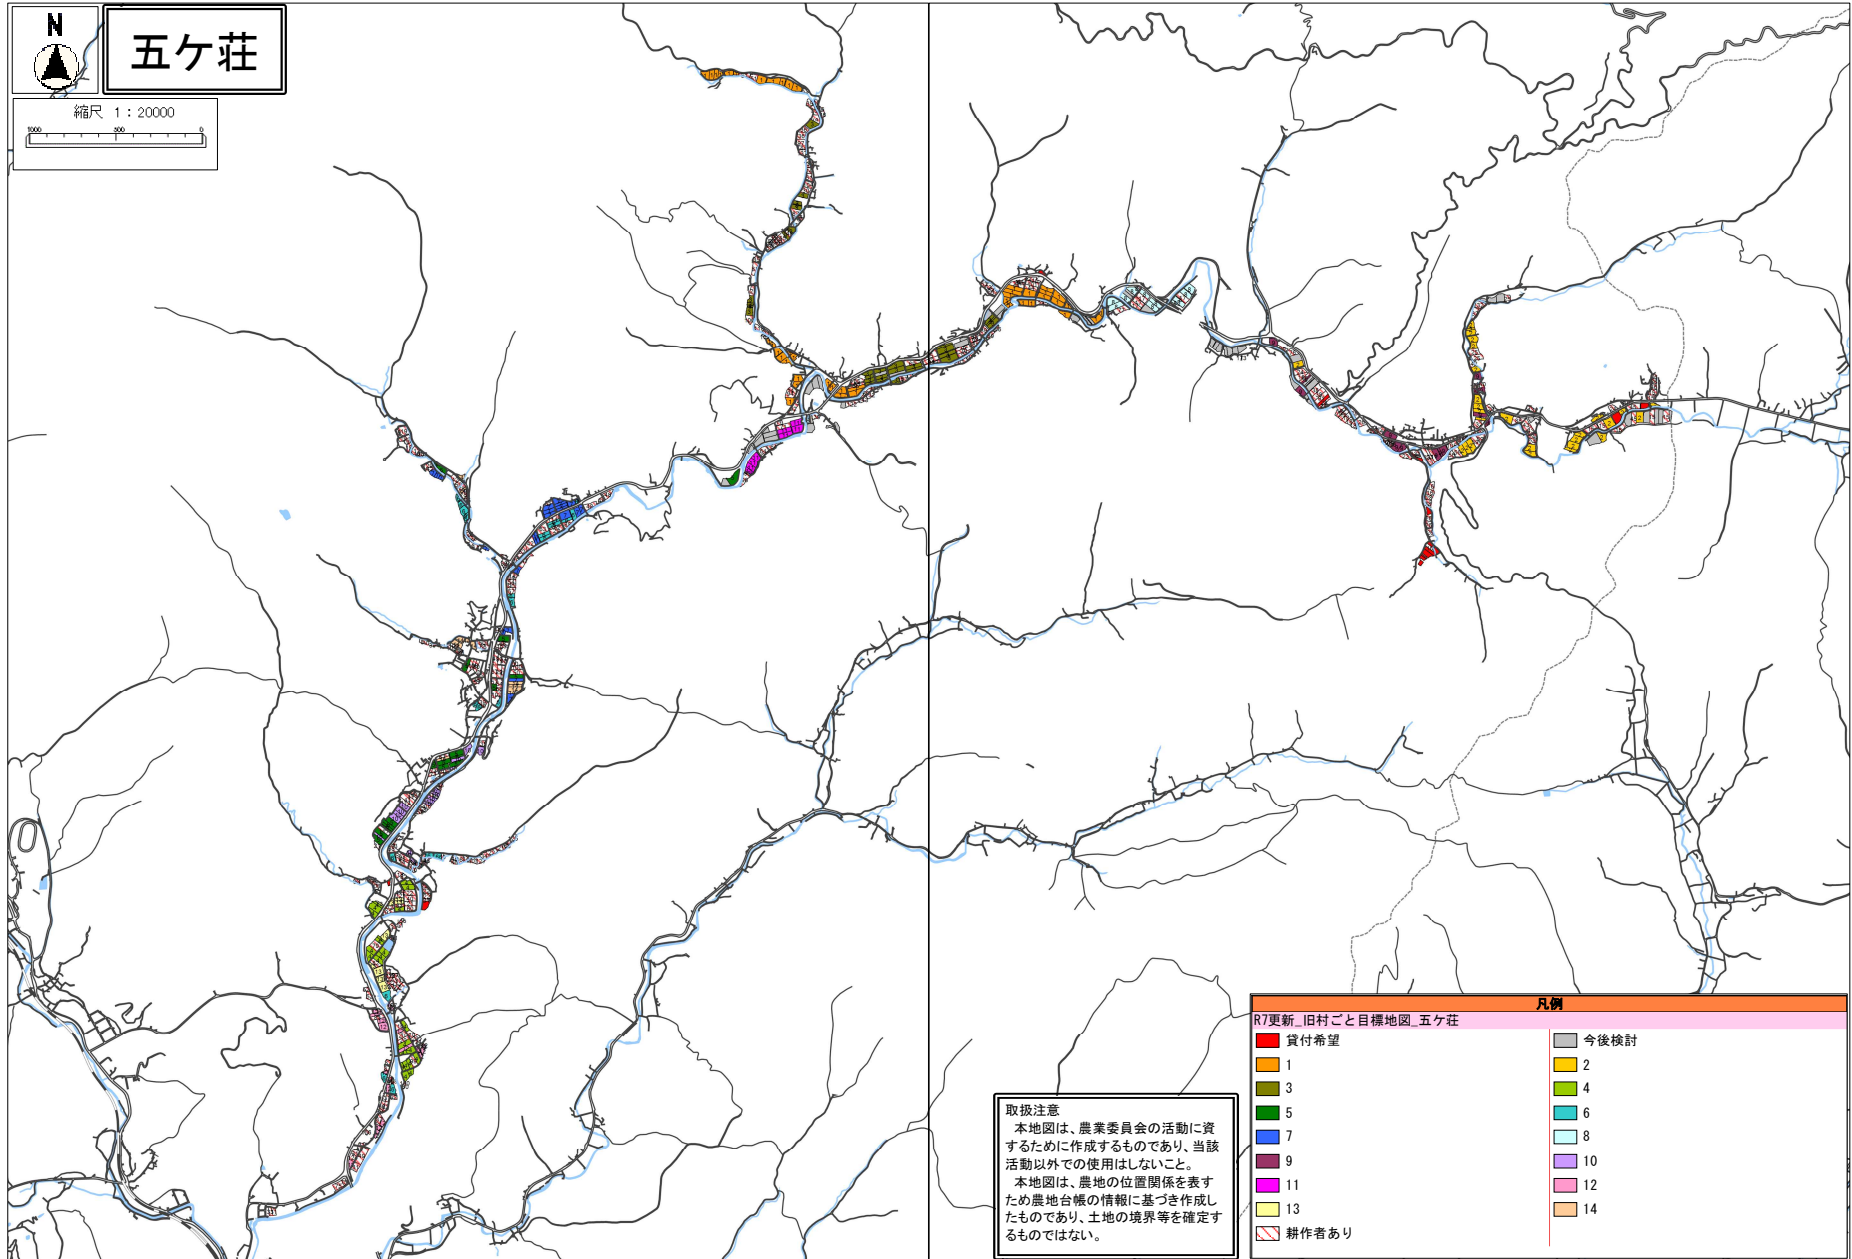 N
五ケ荘
縮尺 1：20000
1000 500 0
取扱注意
本地図は、農業委員会の活動に資
するために作成するものであり、当該
活動以外での使用はしないこと。
本地図は、農地の位置関係を表す
ため農地台帳の情報に基づき作成し
たものであり、土地の境界等を確定す
るものではない。
凡例
R7更新_旧村ごと目標地図_五ケ荘
貸付希望 今後検討
1 2
3 4
5 6
7 8
9 10
11 12
13 14
耕作者あり